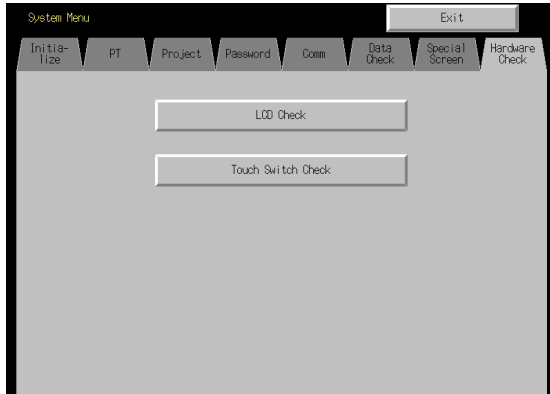 System Menu
Exit
Initia-
lize
PT
Project
Password
Comm
Data
Check
Special
Screen
Hardware
Check
LCD Check
Touch Switch Check